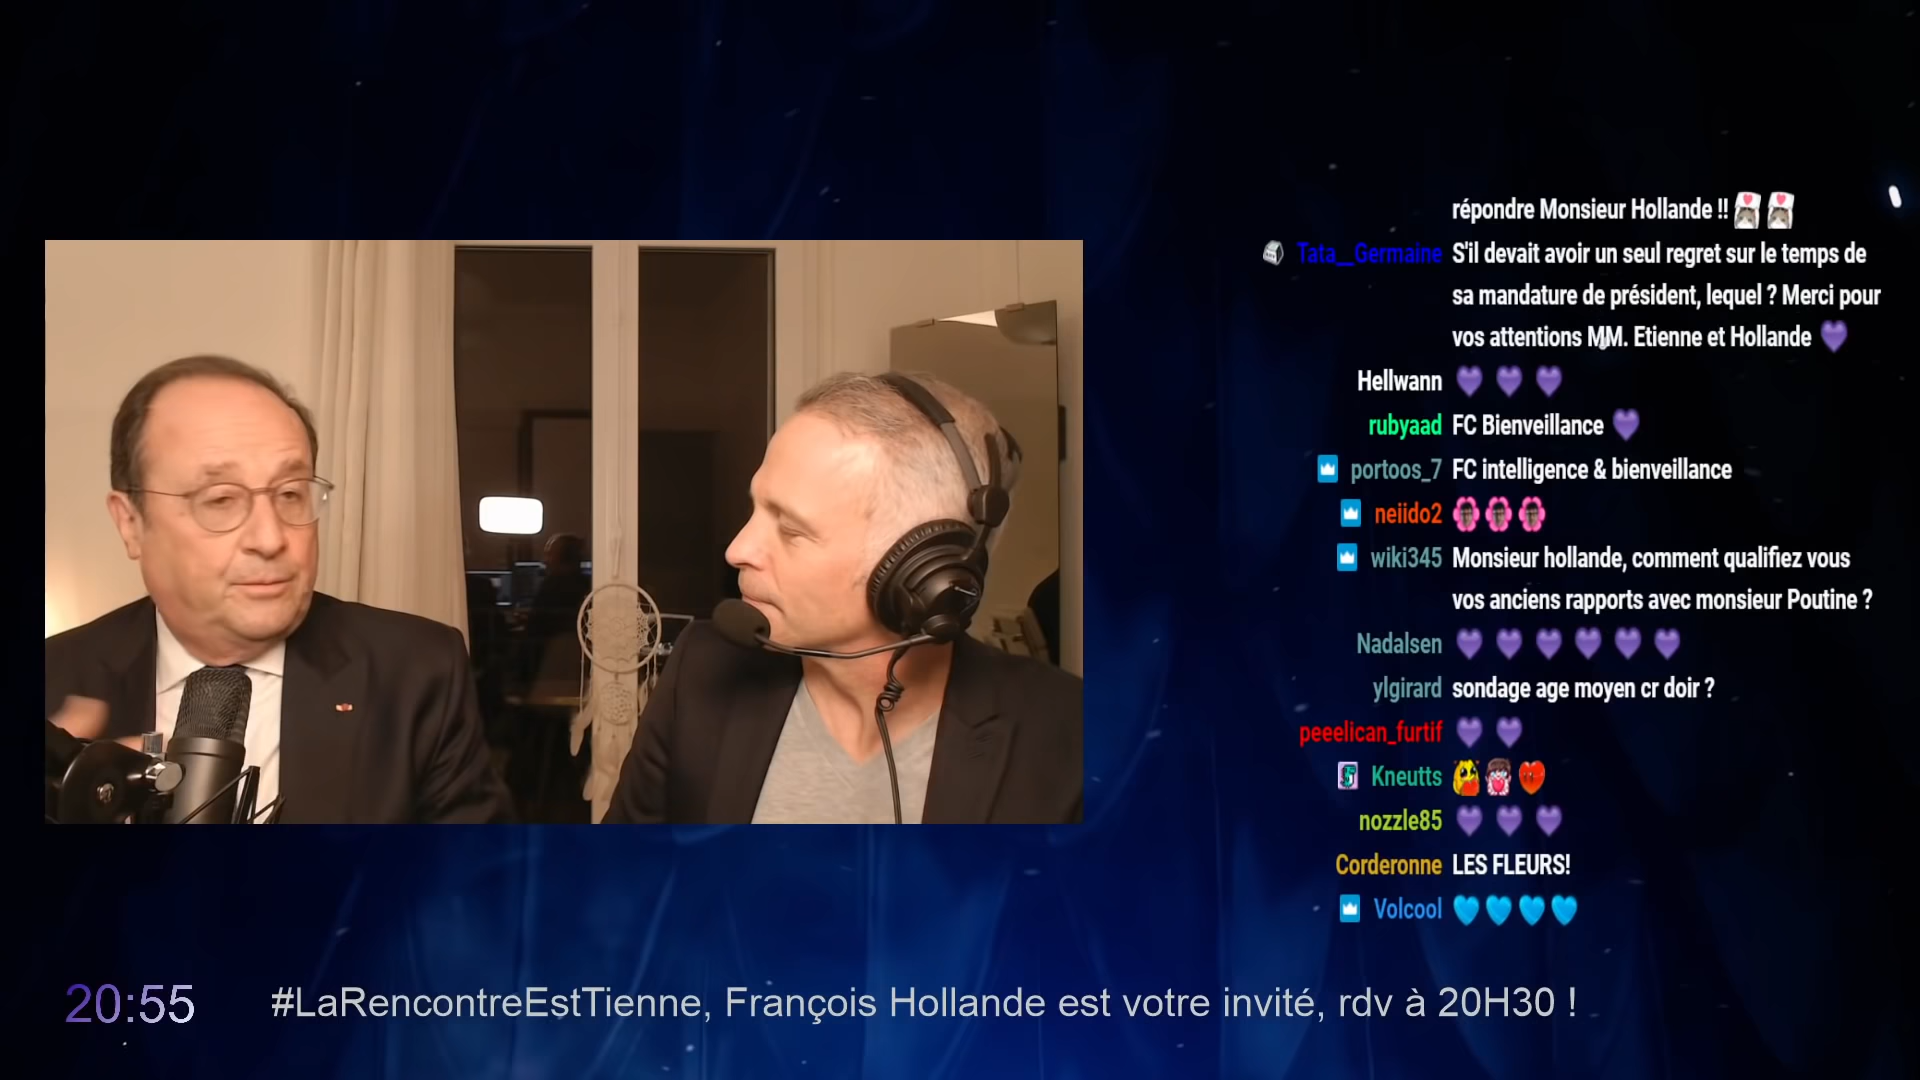 répondre Monsieur Hollande !!
Tata__Germaine S'il devait avoir un seul regret sur le temps de
sa mandature de président, lequel ? Merci pour
vos attentions MM. Etienne et Hollande
Hellwann
rubyaad FC Bienveillance
portoos_7 FC intelligence & bienveillance
neiido2
wiki345 Monsieur hollande, comment qualifiez vous
vos anciens rapports avec monsieur Poutine ?
Nadalsen
ylgirard sondage age moyen cr doir ?
peeelican_furtif
Kneutts
nozzle85
Corderonne LES FLEURS!
Volcool
20:55 #LaRencontreEstTienne, François Hollande est votre invité, rdv à 20H30 !